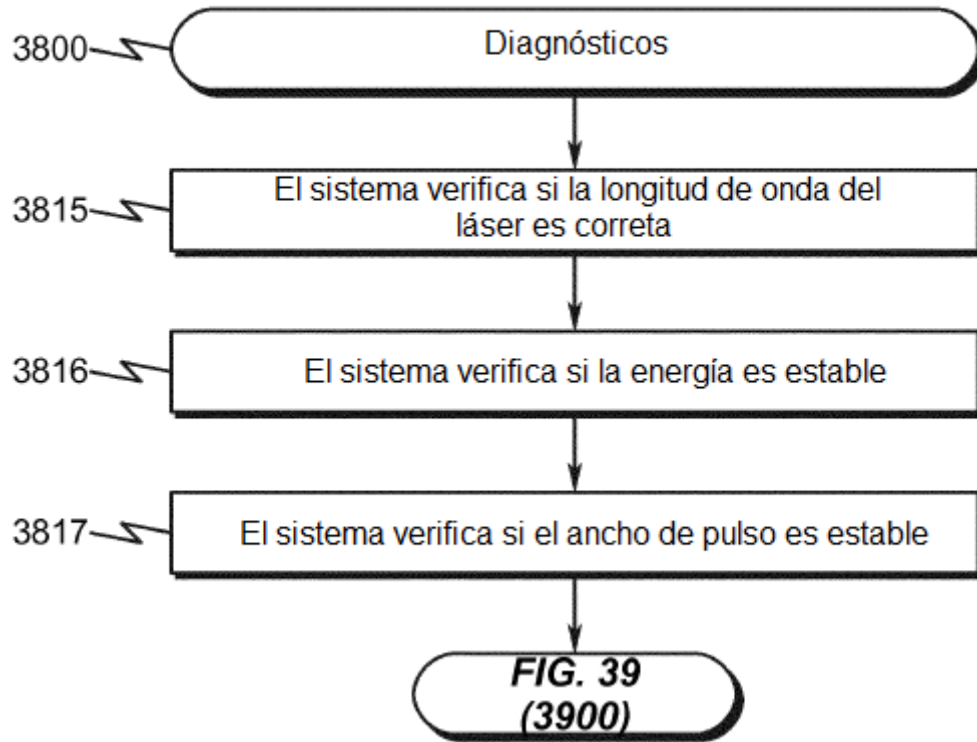 3800
Diagnósticos
3815
El sistema verifica si la longitud de onda del
láser es correta
3816
El sistema verifica si la energía es estable
3817
El sistema verifica si el ancho de pulso es estable
FIG. 39
(3900)